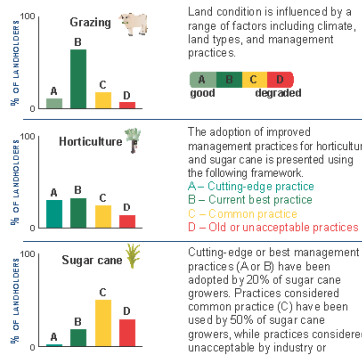 100
Grazing
% OF LANDHOLDERS
A
B
C
D
0
Land condition is influenced by a
range of factors including climate,
land types, and management
practices.
A B C D
good degraded
100
Horticulture
% OF LANDHOLDERS
A
B
C
D
0
The adoption of improved
management practices for horticultur
and sugar cane is presented using
the following framework.
A – Cutting-edge practice
B – Current best practice
C – Common practice
D – Old or unacceptable practices
100
Sugar cane
% OF LANDHOLDERS
A
B
C
D
0
Cutting-edge or best management
practices (A or B) have been
adopted by 20% of sugar cane
growers. Practices considered
common practice (C) have been
used by 50% of sugar cane
growers, while practices considere
unacceptable by industry or